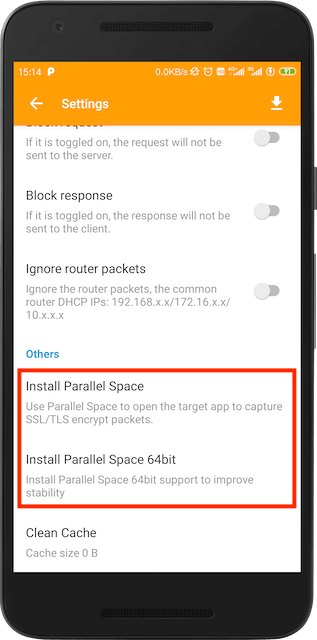 15:14 P 0.0KB/s 4G+ 3G 97
Settings
Block request
If it is toggled on, the request will not be
sent to the server.
Block response
If it is toggled on, the response will not be
sent to the client.
Ignore router packets
Ignore the router packets, the common
router DHCP IPs: 192.168.x.x/172.16.x.x/
10.x.x.x
Others
Install Parallel Space
Use Parallel Space to open the target app to capture
SSL/TLS encrypt packets.
Install Parallel Space 64bit
Install Parallel Space 64bit support to improve
stability
Clean Cache
Cache size 0 B